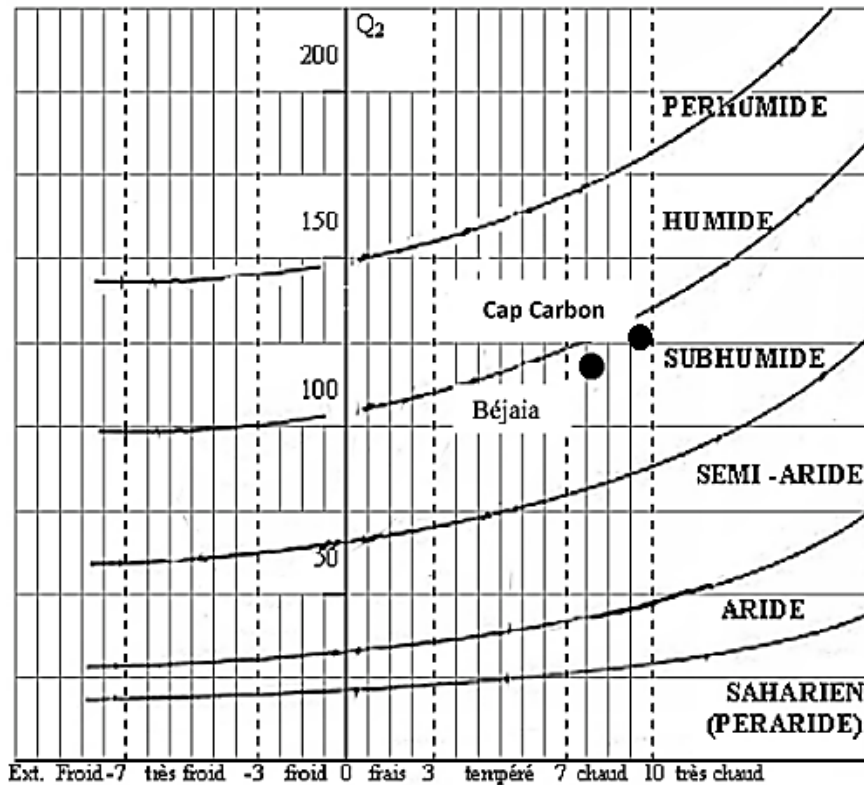 Q2
200
PERHUMIDE
150
HUMIDE
Cap Carbon
SUBHUMIDE
100
Béjaia
SEMI -ARIDE
50
ARIDE
SAHARIEN
(PERARIDE)
Ext. Froid -7 très froid -3 froid 0 frais 3 tempéré 7 chaud 10 très chaud